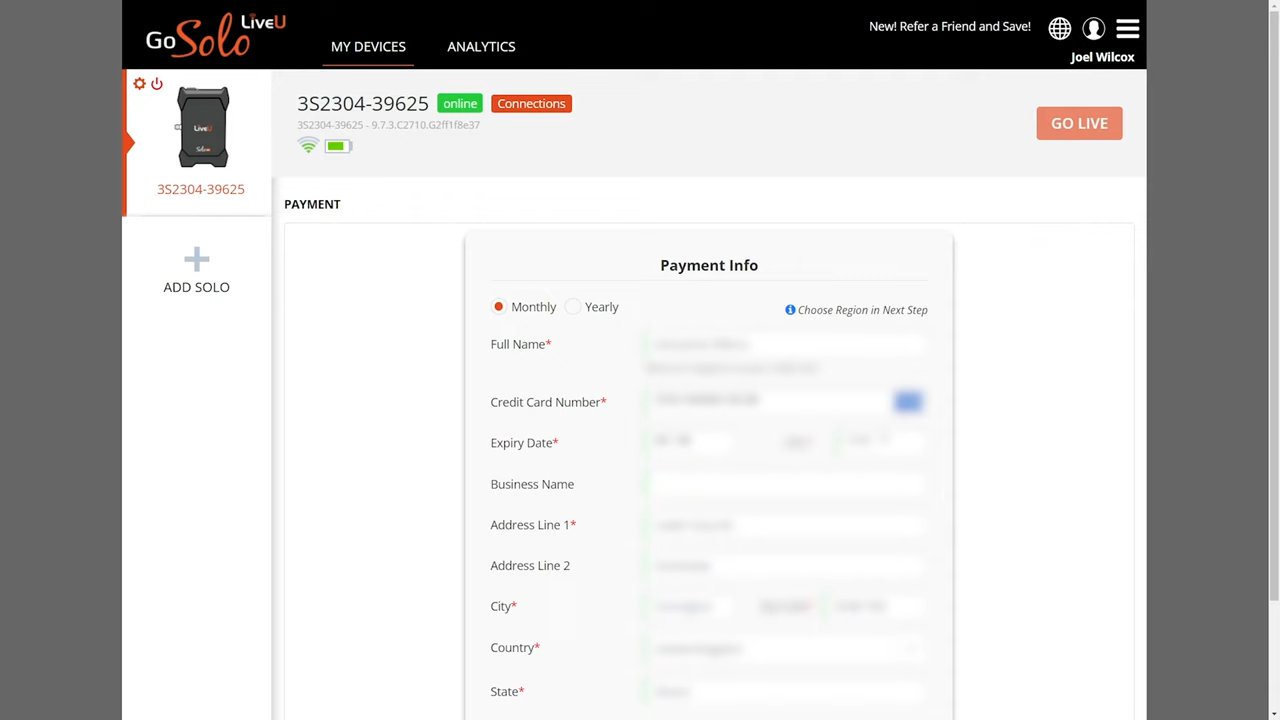 LiveU
Go Solo
MY DEVICES
ANALYTICS
New! Refer a Friend and Save!
Joel Wilcox
LiveU
Solo
3S2304-39625
ADD SOLO
3S2304-39625 online Connections
3S2304-39625 - 9.7.3.C2710.G2ff1f8e37
GO LIVE
PAYMENT
Payment Info
Monthly Yearly
Choose Region in Next Step
Full Name*
Credit Card Number*
Expiry Date*
Business Name
Address Line 1*
Address Line 2
City*
Country*
State*